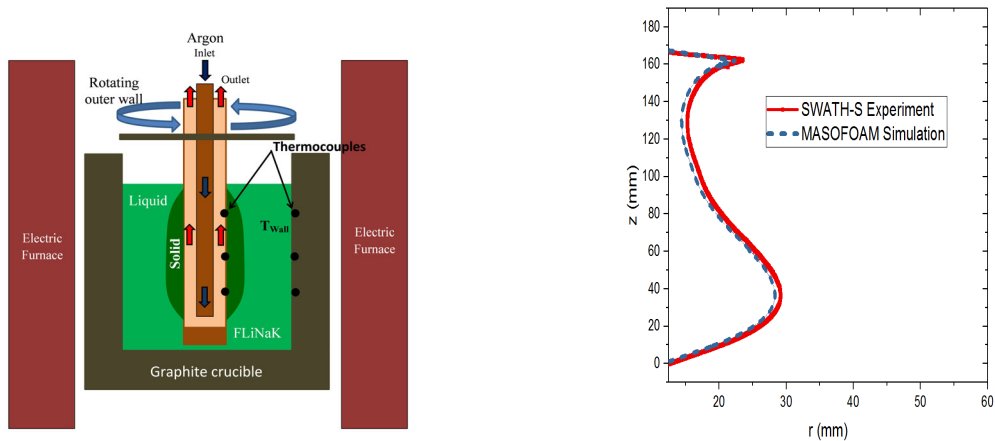 Argon
Inlet
Outlet
Rotating
outer wall
Thermocouples
Liquid
T Wall
Solid
Electric
Furnace
Electric
Furnace
FLiNaK
Graphite crucible
180
160
140
120
100
80
60
40
20
0
z (mm)
SWATH-S Experiment
MASOFOAM Simulation
20
30
40
50
60
r (mm)